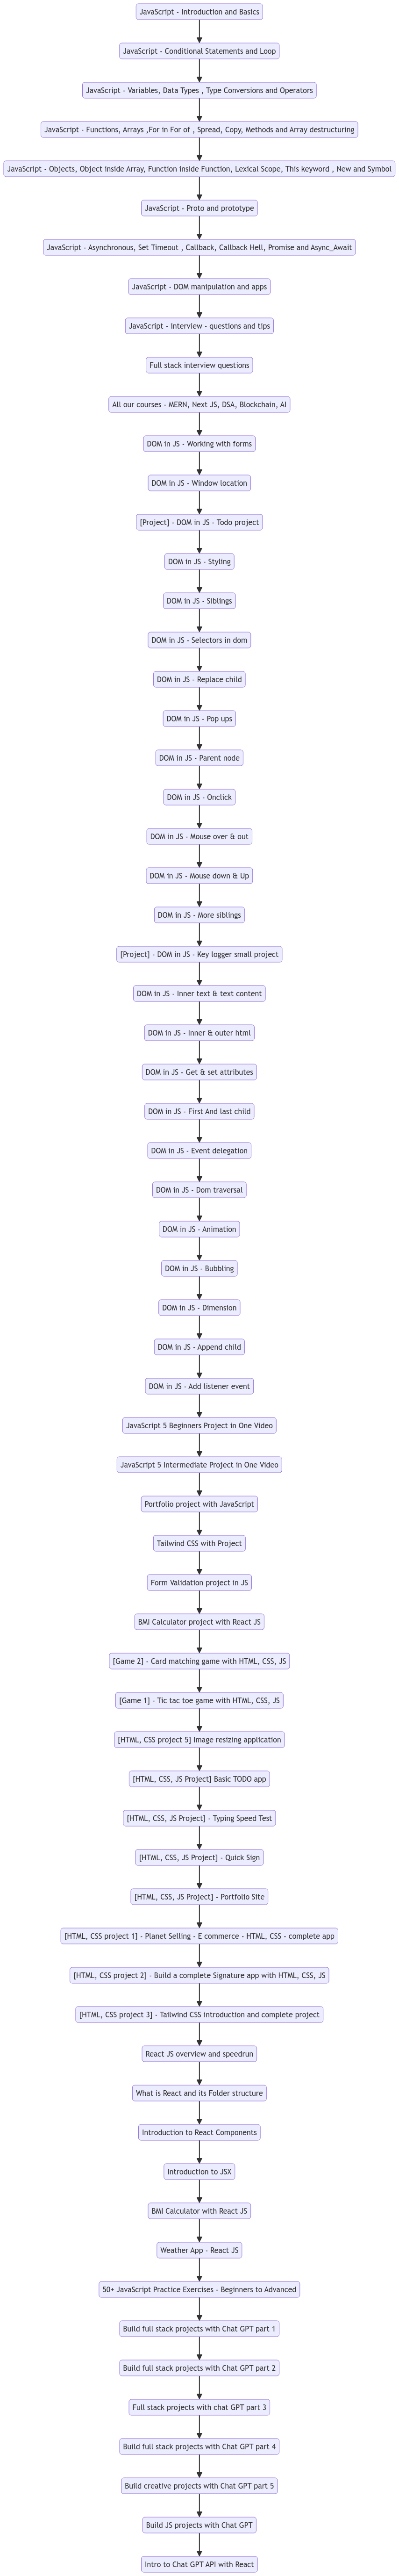 JavaScript - Introduction and Basics
JavaScript - Conditional Statements and Loop
JavaScript - Variables, Data Types , Type Conversions and Operators
JavaScript - Functions, Arrays ,For in For of , Spread, Copy, Methods and Array destructuring
JavaScript - Objects, Object inside Array, Function inside Function, Lexical Scope, This keyword , New and Symbol
JavaScript - Proto and prototype
JavaScript - Asynchronous, Set Timeout , Callback, Callback Hell, Promise and Async_Await
JavaScript - DOM manipulation and apps
JavaScript - interview - questions and tips
Full stack interview questions
All our courses - MERN, Next JS, DSA, Blockchain, AI
DOM in JS - Working with forms
DOM in JS - Window location
[Project] - DOM in JS - Todo project
DOM in JS - Styling
DOM in JS - Siblings
DOM in JS - Selectors in dom
DOM in JS - Replace child
DOM in JS - Pop ups
DOM in JS - Parent node
DOM in JS - Onclick
DOM in JS - Mouse over & out
DOM in JS - Mouse down & Up
DOM in JS - More siblings
[Project] - DOM in JS - Key logger small project
DOM in JS - Inner text & text content
DOM in JS - Inner & outer html
DOM in JS - Get & set attributes
DOM in JS - First And last child
DOM in JS - Event delegation
DOM in JS - Dom traversal
DOM in JS - Animation
DOM in JS - Bubbling
DOM in JS - Dimension
DOM in JS - Append child
DOM in JS - Add listener event
JavaScript 5 Beginners Project in One Video
JavaScript 5 Intermediate Project in One Video
Portfolio project with JavaScript
Tailwind CSS with Project
Form Validation project in JS
BMI Calculator project with React JS
[Game 2] - Card matching game with HTML, CSS, JS
[Game 1] - Tic tac toe game with HTML, CSS, JS
[HTML, CSS project 5] Image resizing application
[HTML, CSS, JS Project] Basic TODO app
[HTML, CSS, JS Project] - Typing Speed Test
[HTML, CSS, JS Project] - Quick Sign
[HTML, CSS, JS Project] - Portfolio Site
[HTML, CSS project 1] - Planet Selling - E commerce - HTML, CSS - complete app
[HTML, CSS project 2] - Build a complete Signature app with HTML, CSS, JS
[HTML, CSS project 3] - Tailwind CSS introduction and complete project
React JS overview and speedrun
What is React and its Folder structure
Introduction to React Components
Introduction to JSX
BMI Calculator with React JS
Weather App - React JS
50+ JavaScript Practice Exercises - Beginners to Advanced
Build full stack projects with Chat GPT part 1
Build full stack projects with Chat GPT part 2
Full stack projects with chat GPT part 3
Build full stack projects with Chat GPT part 4
Build creative projects with Chat GPT part 5
Build JS projects with Chat GPT
Intro to Chat GPT API with React